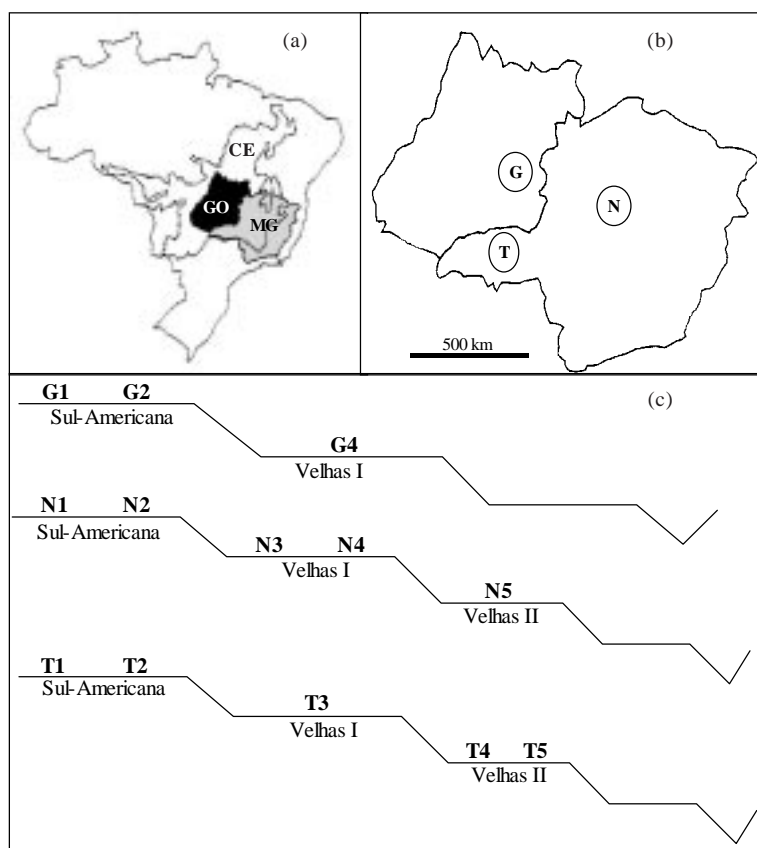 (a)
CE
GO
MG
(b)
G
N
T
500 km
(c)
G1 G2
Sul-Americana
G4
Velhas I
N1 N2
Sul-Americana
N3 N4
Velhas I
N5
Velhas II
T1 T2
Sul-Americana
T3
Velhas I
T4 T5
Velhas II